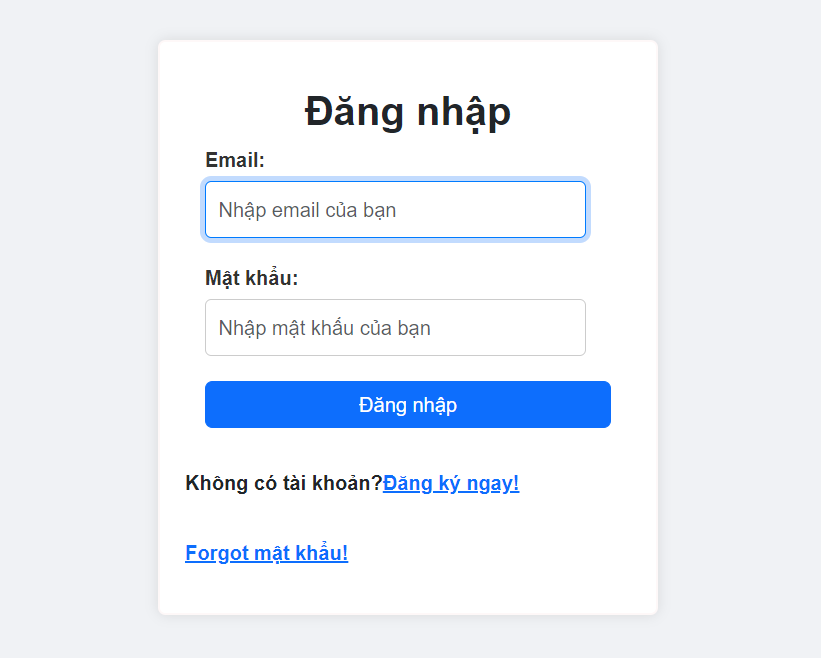 Đăng nhập
Email:
Nhập email của bạn
Mật khẩu:
Nhập mật khẩu của bạn
Đăng nhập
Không có tài khoản?Đăng ký ngay!
Forgot mật khẩu!